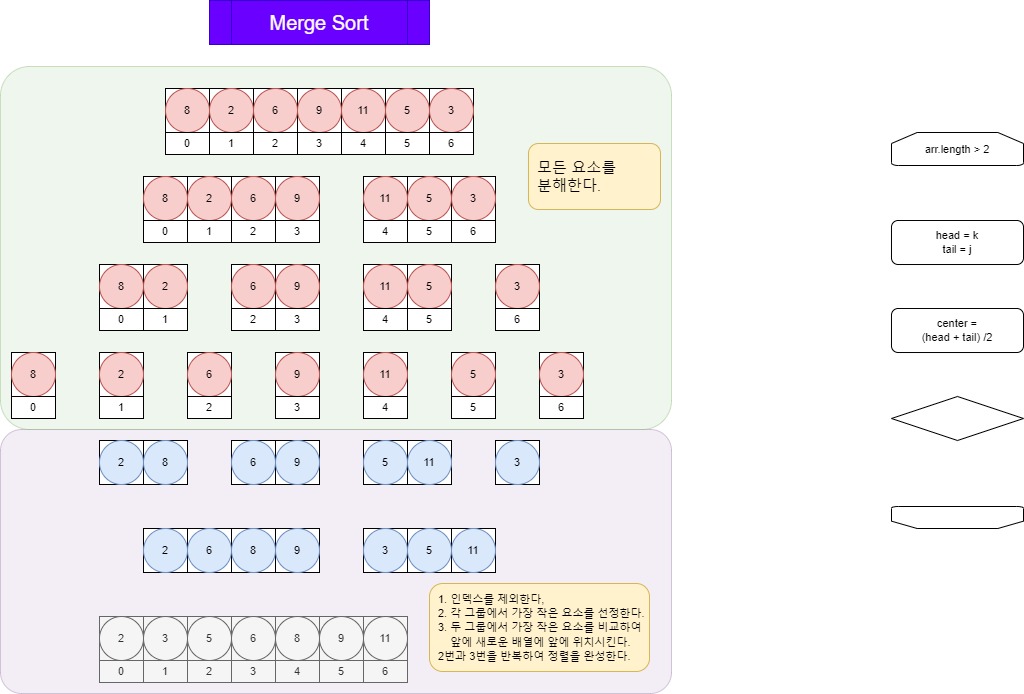 Merge Sort
8 2 6 9 11 5 3
0 1 2 3 4 5 6
모든 요소를
분해한다.
8 2 6 9 11 5 3
0 1 2 3 4 5 6
8 2 6 9 11 5 3
0 1 2 3 4 5 6
8 2 6 9 11 5 3
0 1 2 3 4 5 6
2 8 6 9 5 11 3
2 6 8 9 3 5 11
1. 인덱스를 제외한다,
2. 각 그룹에서 가장 작은 요소를 선정한다.
3. 두 그룹에서 가장 작은 요소를 비교하여
앞에 새로운 배열에 앞에 위치시킨다.
2번과 3번을 반복하여 정렬을 완성한다.
2 3 5 6 8 9 11
0 1 2 3 4 5 6
arr.length > 2
head = k
tail = j
center =
(head + tail) /2